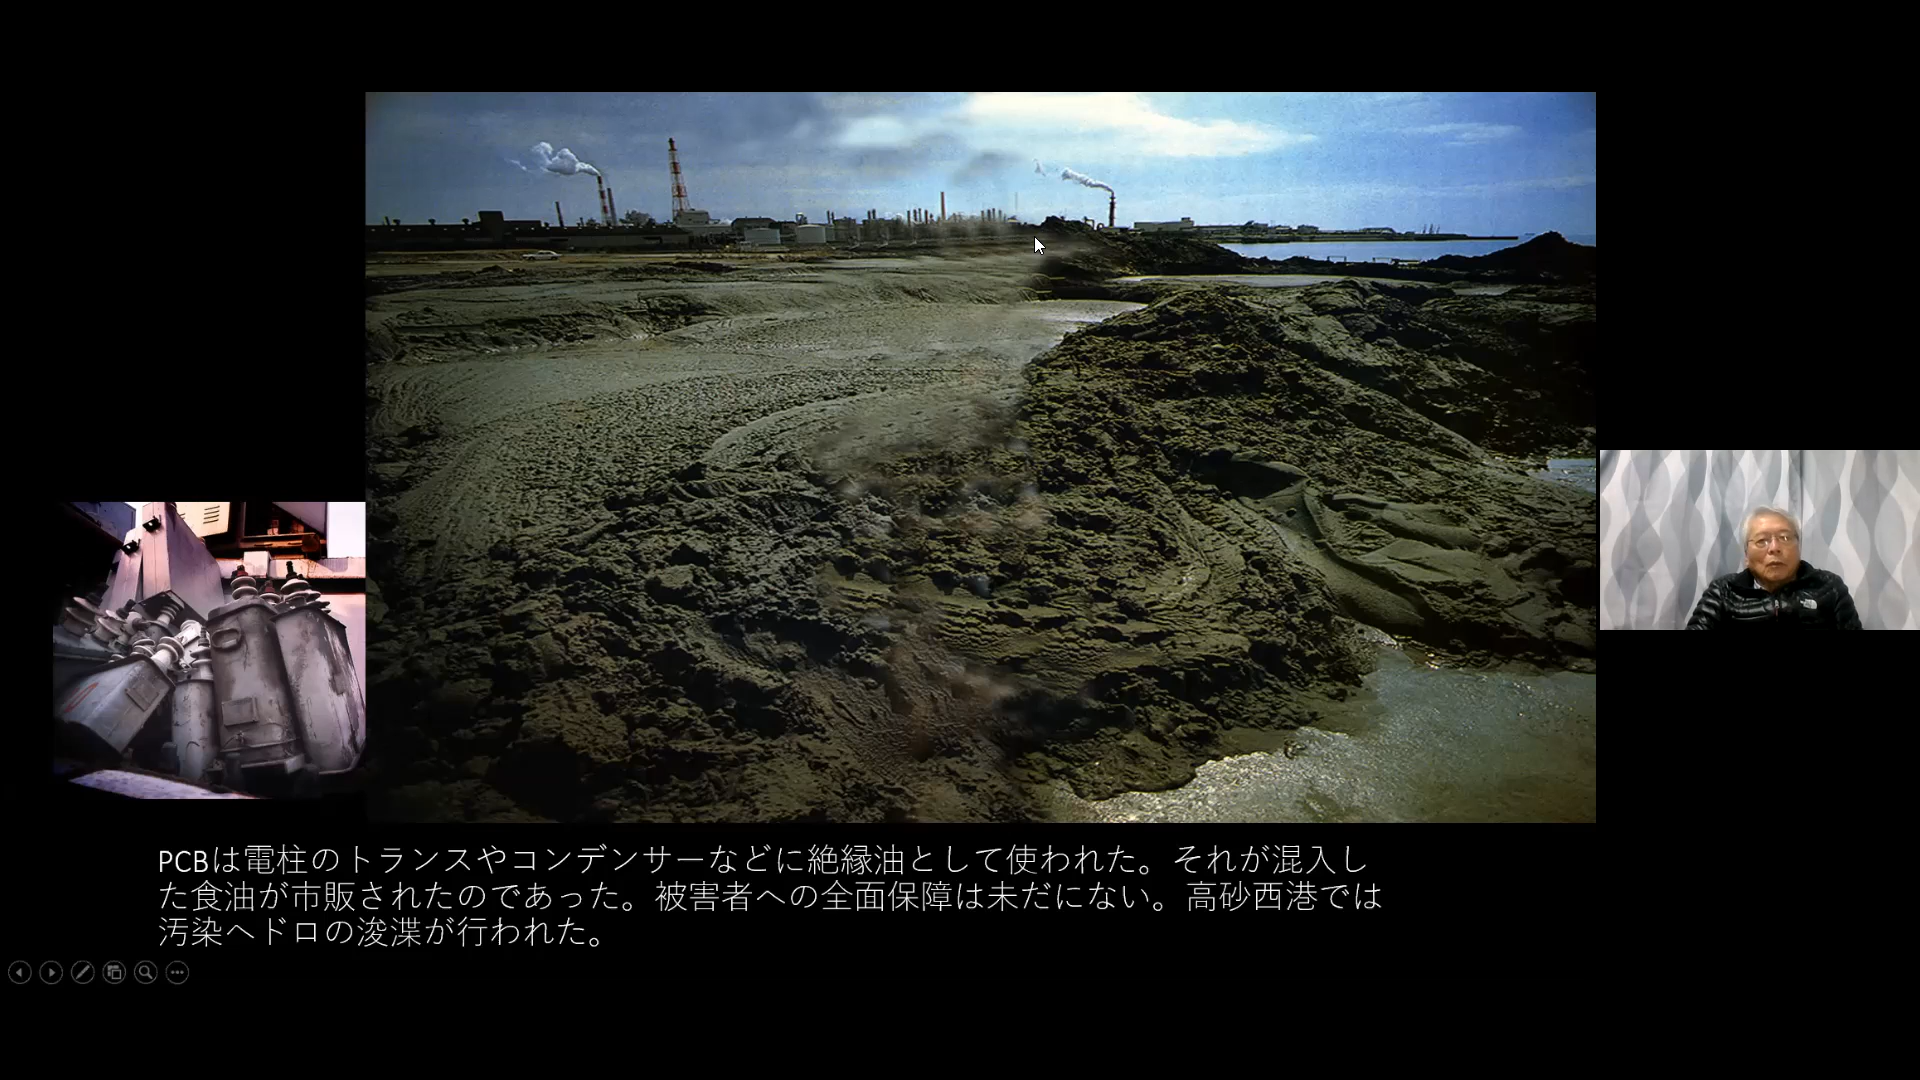 PCBは電柱のトランスやコンデンサーなどに絶縁油として使われた。それが混入し
た食油が市販されたのであった。被害者への全面保障は未だにない。高砂西港では
汚染ヘドロの浚渫が行われた。